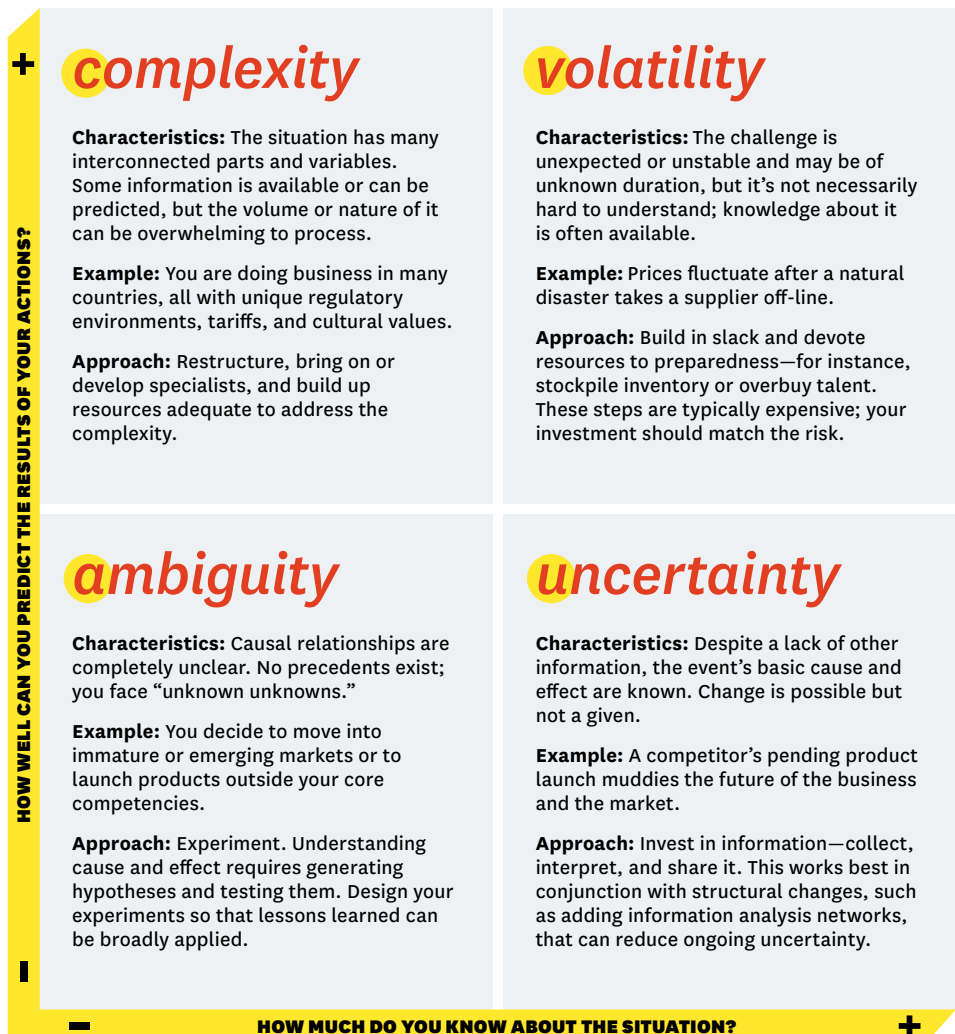 complexity
Characteristics: The situation has many
interconnected parts and variables.
Some information is available or can be
predicted, but the volume or nature of it
can be overwhelming to process.
Example: You are doing business in many
countries, all with unique regulatory
environments, tariffs, and cultural values.
Approach: Restructure, bring on or
develop specialists, and build up
resources adequate to address the
complexity.
volatility
Characteristics: The challenge is
unexpected or unstable and may be of
unknown duration, but it’s not necessarily
hard to understand; knowledge about it
is often available.
Example: Prices fluctuate after a natural
disaster takes a supplier off-line.
Approach: Build in slack and devote
resources to preparedness—for instance,
stockpile inventory or overbuy talent.
These steps are typically expensive; your
investment should match the risk.
ambiguity
Characteristics: Causal relationships are
completely unclear. No precedents exist;
you face “unknown unknowns.”
Example: You decide to move into
immature or emerging markets or to
launch products outside your core
competencies.
Approach: Experiment. Understanding
cause and effect requires generating
hypotheses and testing them. Design your
experiments so that lessons learned can
be broadly applied.
uncertainty
Characteristics: Despite a lack of other
information, the event’s basic cause and
effect are known. Change is possible but
not a given.
Example: A competitor’s pending product
launch muddies the future of the business
and the market.
Approach: Invest in information—collect,
interpret, and share it. This works best in
conjunction with structural changes, such
as adding information analysis networks,
that can reduce ongoing uncertainty.
+
HOW WELL CAN YOU PREDICT THE RESULTS OF YOUR ACTIONS?
–
– HOW MUCH DO YOU KNOW ABOUT THE SITUATION? +